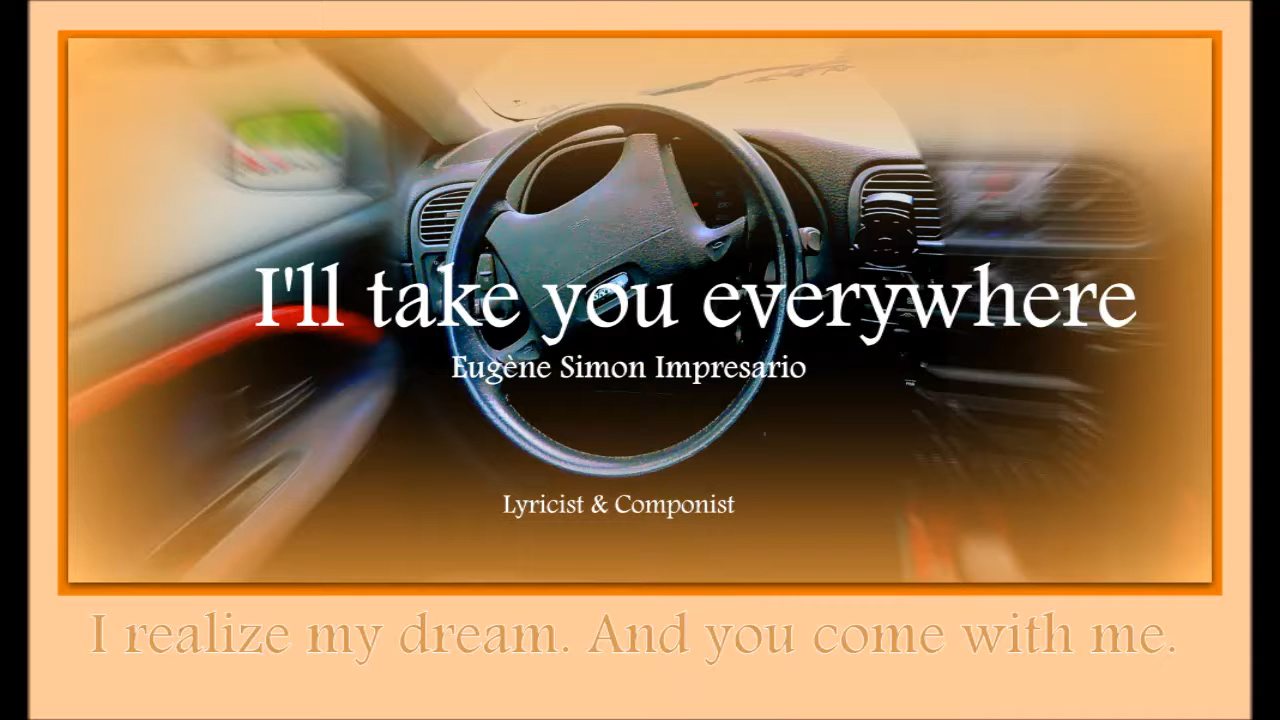 I'll take you everywhere
Eugène Simon Impresario
Lyricist & Componist
I realize my dream. And you come with me.